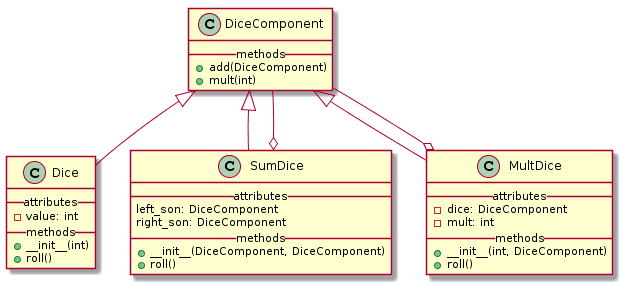 C DiceComponent
methods
add(DiceComponent)
mult(int)
C Dice
attributes
value: int
methods
__init__(int)
roll()
C SumDice
attributes
left_son: DiceComponent
right_son: DiceComponent
methods
__init__(DiceComponent, DiceComponent)
roll()
C MultDice
attributes
dice: DiceComponent
mult: int
methods
__init__(int, DiceComponent)
roll()